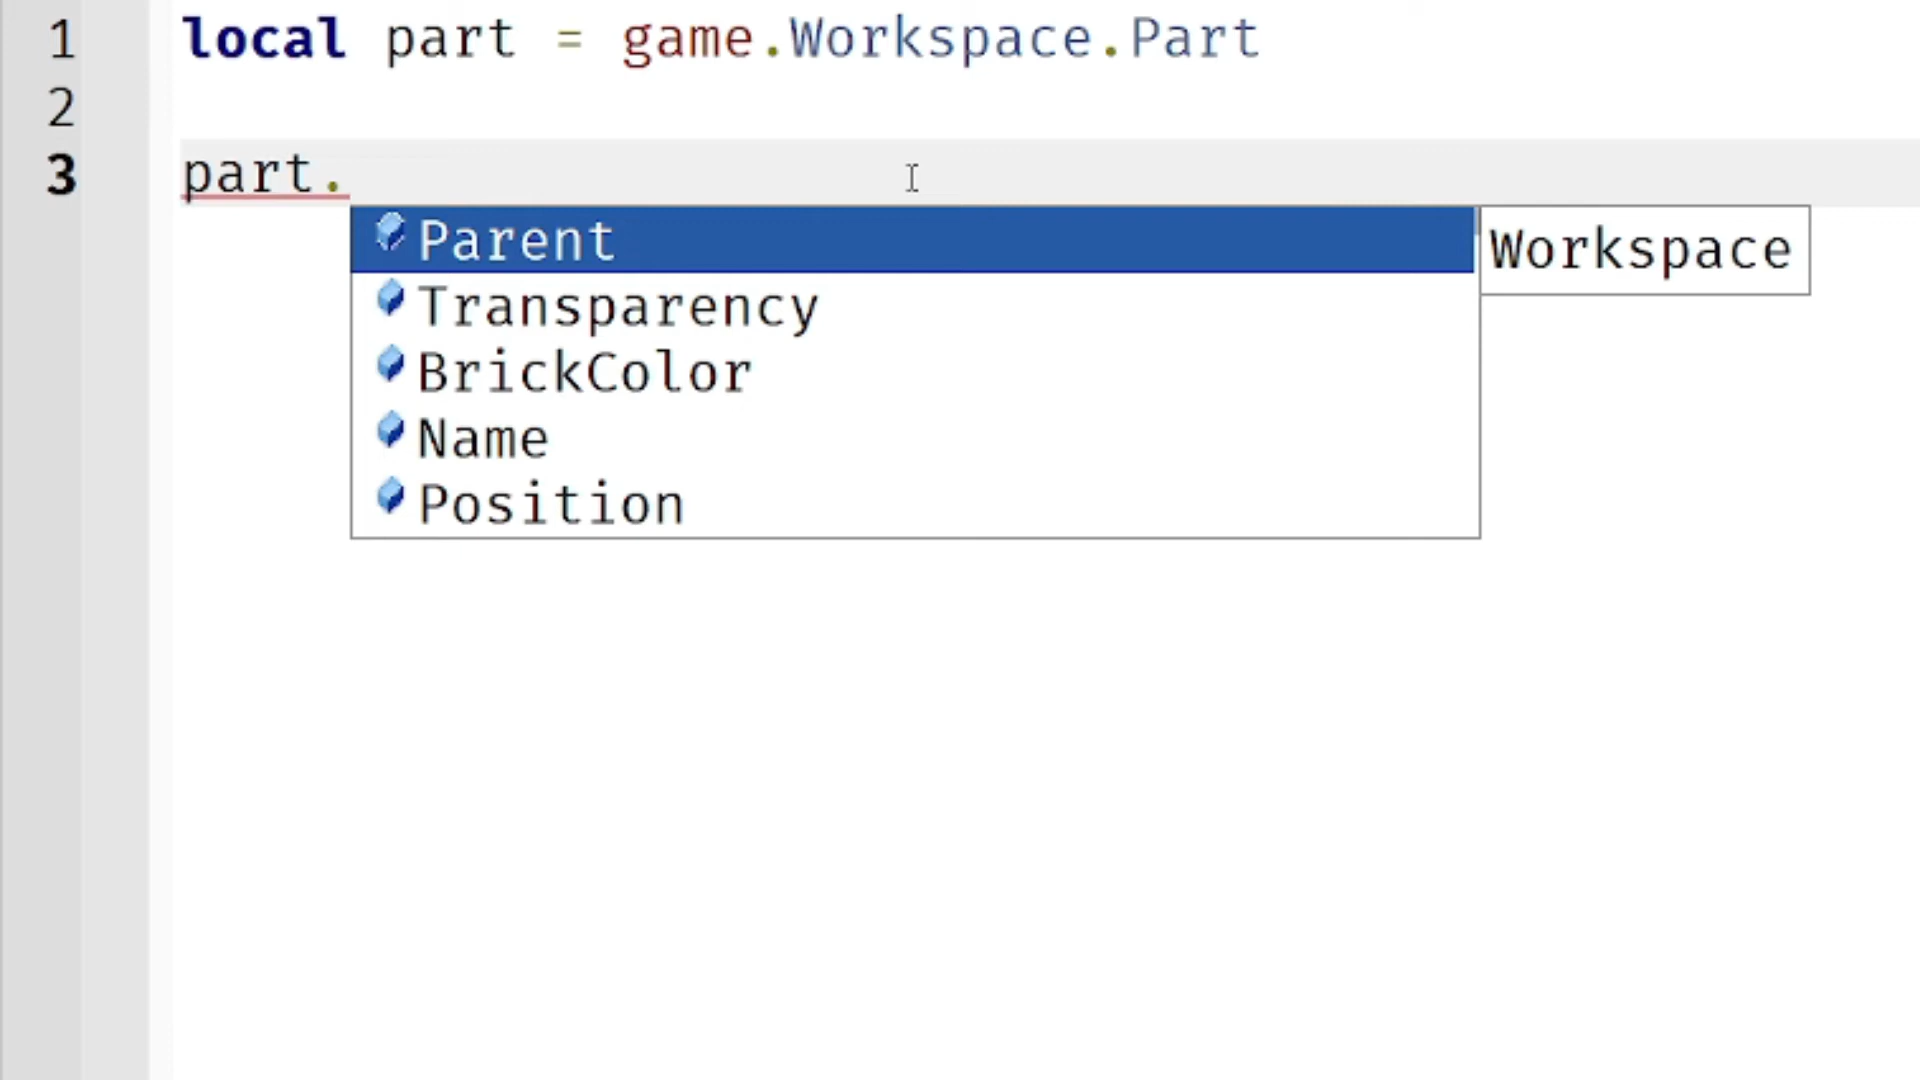 1 local part = game.Workspace.Part
2
3 part.
Parent Workspace
Transparency
BrickColor
Name
Position